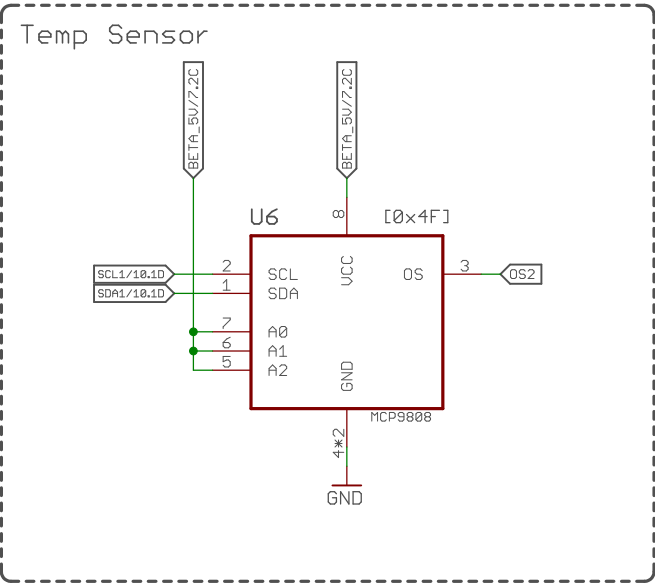 Temp Sensor
BETA_5V/7.2C
BETA_5V/7.2C
U6
8
[0x4F]
SCL1/10.1D
2
SCL
VCC
OS
3
OS2
SDA1/10.1D
1
SDA
7
A0
6
A1
5
A2
GND
MCP9808
4*2
GND